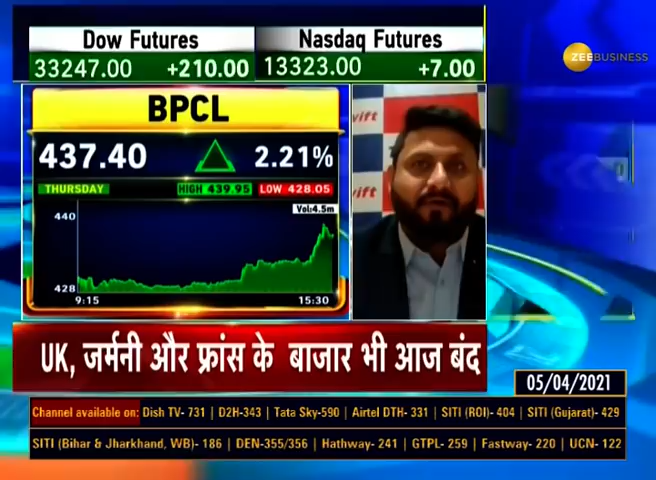 Dow Futures
33247.00 +210.00
Nasdaq Futures
13323.00 +7.00
ZEE BUSINESS
BPCL
437.40 2.21%
THURSDAY HIGH 439.95 LOW 428.05
Vol:4.5m
440
428
9:15 15:30
wift
wift
UK, जर्मनी और फ्रांस के बाजार भी आज बंद
05/04/2021
Channel available on: Dish TV- 731 | D2H-343 | Tata Sky-590 | Airtel DTH- 331 | SITI (ROI)- 404 | SITI (Gujarat)- 429
SITI (Bihar & Jharkhand, WB)- 186 | DEN-355/356 | Hathway- 241 | GTPL- 259 | Fastway- 220 | UCN- 122